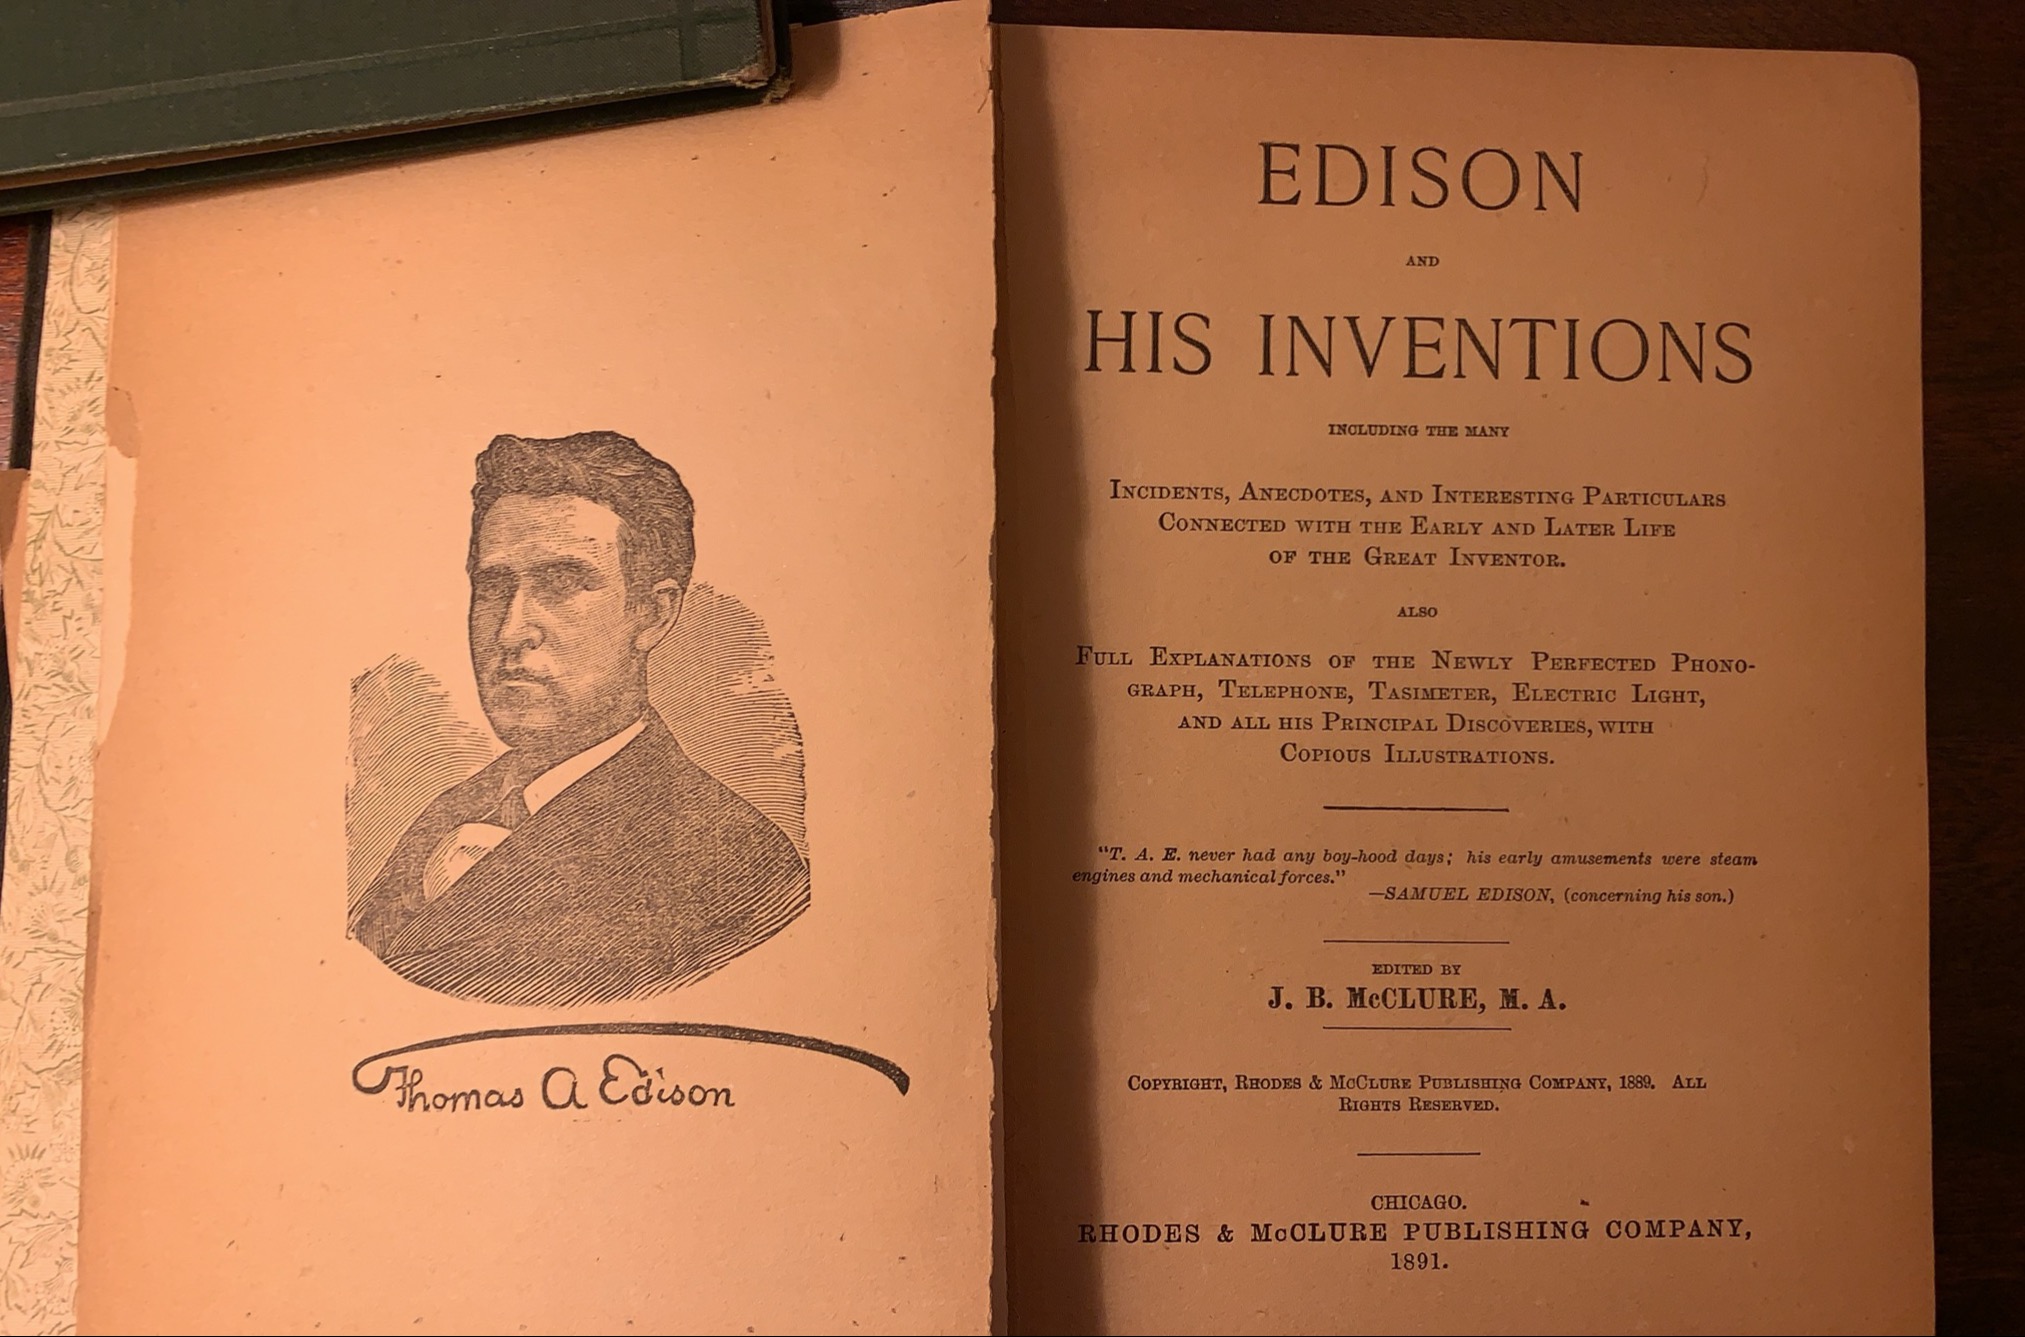 Thomas A Edison
EDISON
AND
HIS INVENTIONS
INCLUDING THE MANY
INCIDENTS, ANECDOTES, AND INTERESTING PARTICULARS
CONNECTED WITH THE EARLY AND LATER LIFE
OF THE GREAT INVENTOR.
ALSO
FULL EXPLANATIONS OF THE NEWLY PERFECTED PHONO-
GRAPH, TELEPHONE, TASIMETER, ELECTRIC LIGHT,
AND ALL HIS PRINCIPAL DISCOVERIES, WITH
COPIOUS ILLUSTRATIONS.
"T. A. E. never had any boy-hood days; his early amusements were steam
engines and mechanical forces."
—SAMUEL EDISON, (concerning his son.)
EDITED BY
J. B. McCLURE, M. A.
COPYRIGHT, RHODES & McCLURE PUBLISHING COMPANY, 1889. ALL
RIGHTS RESERVED.
CHICAGO.
RHODES & McCLURE PUBLISHING COMPANY,
1891.